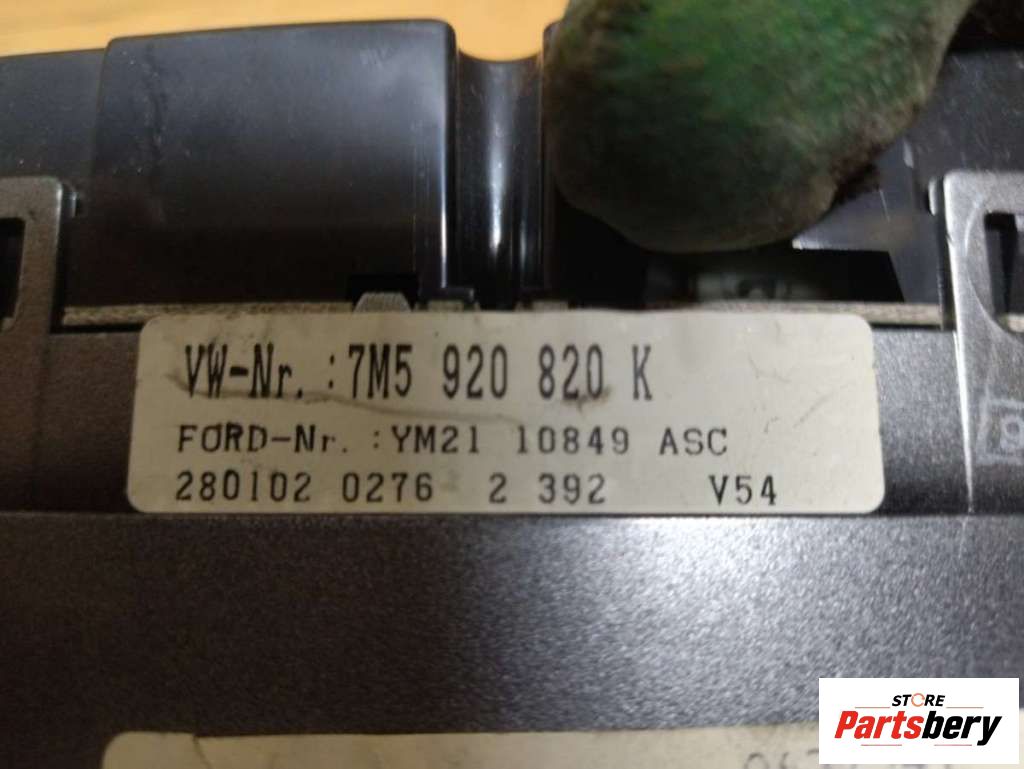 VW-Nr. :7M5 920 820 K
FORD-Nr. :YM21 10849 ASC
280102 0276 2 392 V54
STORE
Partsbery